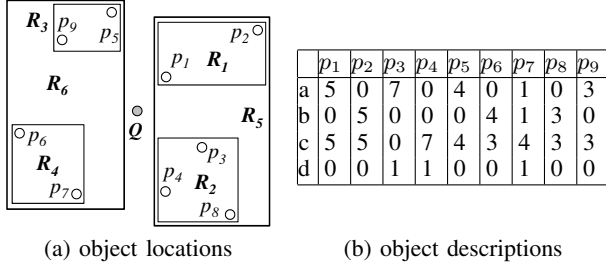 R3 p9 p5
R6
p6
R4
p7
Q
p2
p1 R1
R5
p3
p4 R2
p8
(a) object locations
p1 p2 p3 p4 p5 p6 p7 p8 p9
a 5 0 7 0 4 0 1 0 3
b 0 5 0 0 0 4 1 3 0
c 5 5 0 7 4 3 4 3 3
d 0 0 1 1 0 0 1 0 0
(b) object descriptions